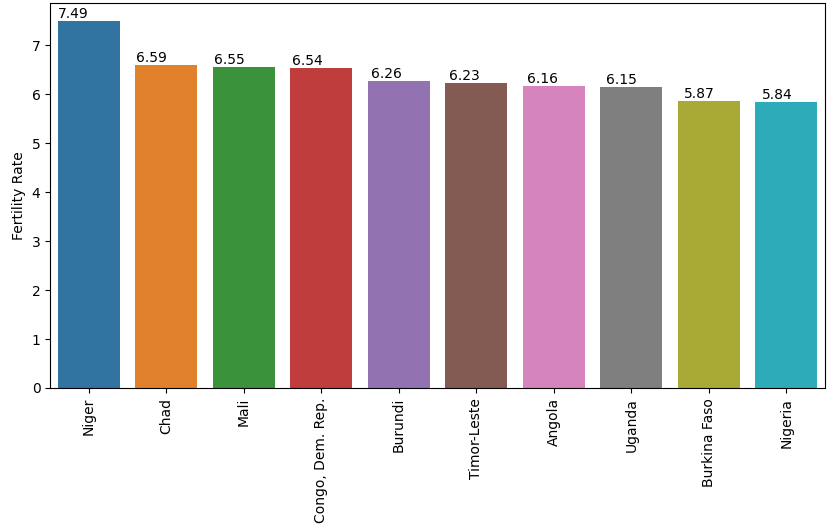 7.49
6.59
6.55
6.54
6.26
6.23
6.16
6.15
5.87
5.84
7
6
5
4
3
2
1
0
Fertility Rate
Niger
Chad
Mali
Congo, Dem. Rep.
Burundi
Timor-Leste
Angola
Uganda
Burkina Faso
Nigeria